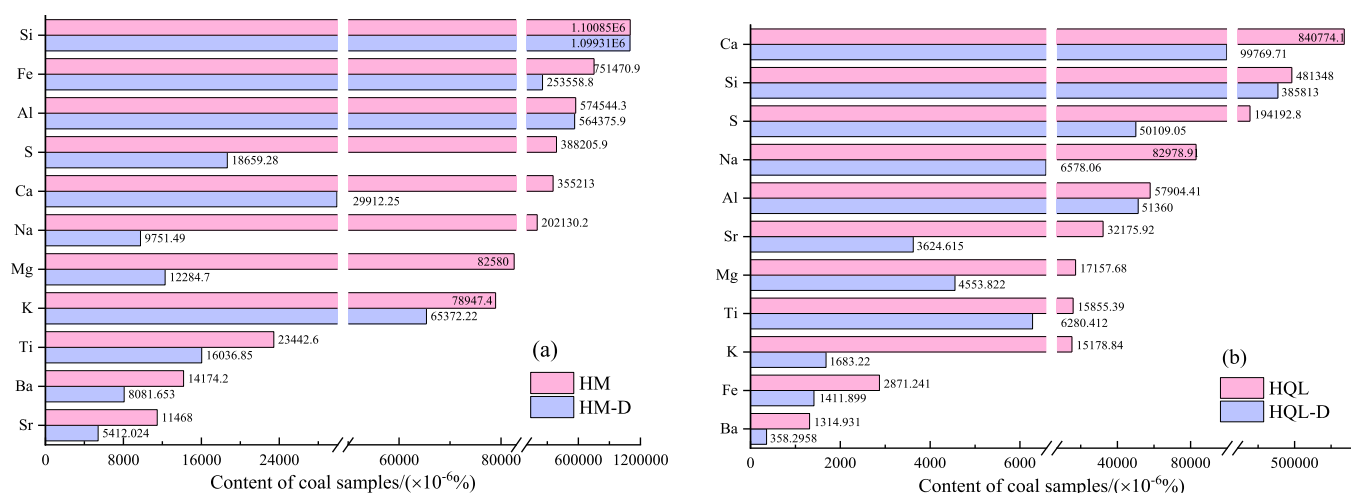 Si
1.10085E6
1.09931E6
Fe
751470.9
253558.8
Al
574544.3
564375.9
S
388205.9
18659.28
Ca
355213
29912.25
Na
202130.2
9751.49
Mg
82580
12284.7
K
78947.4
65372.22
Ti
23442.6
16036.85
Ba
14174.2
8081.653
Sr
11468
5412.024
(a)
HM
HM-D
0 8000 16000 24000 60000 80000 600000 1200000
Content of coal samples/(×10⁻⁶%)
Ca
840774.1
99769.71
Si
481348
385813
S
194192.8
50109.05
Na
82978.91
6578.06
Al
57904.41
51360
Sr
32175.92
3624.615
Mg
17157.68
4553.822
Ti
15855.39
6280.412
K
15178.84
1683.22
Fe
2871.241
1411.899
Ba
1314.931
358.2958
(b)
HQL
HQL-D
0 2000 4000 6000 40000 80000 500000
Content of coal samples/(×10⁻⁶%)